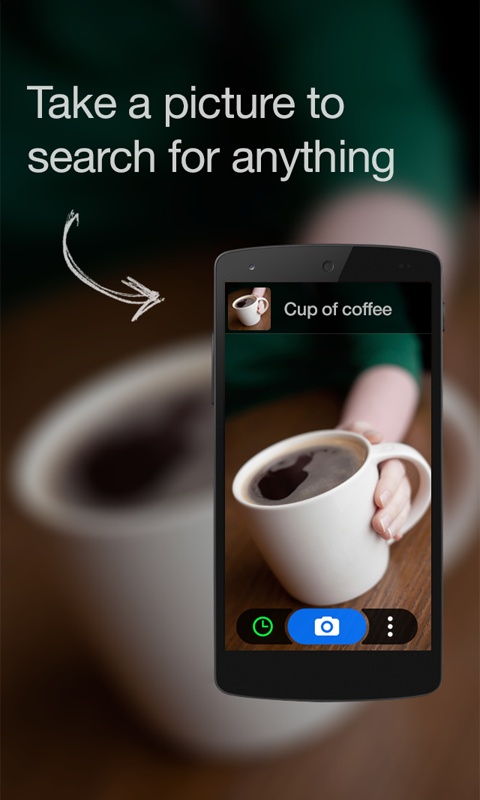 Take a picture to
search for anything
Cup of coffee